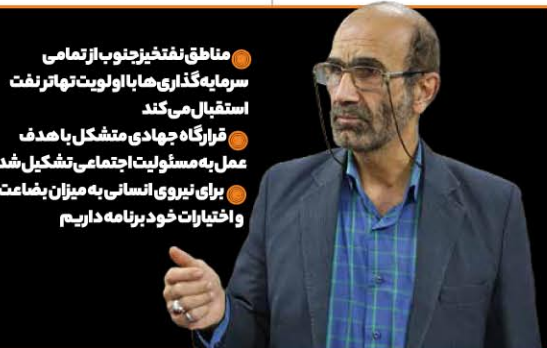 مناطق نفتخیز جنوب از تمامی
سرمایه‌گذاری‌ها با اولویت تهاتر نفت
استقبال می‌کند
قرارگاه جهادی متشکل با هدف
عمل به مسئولیت اجتماعی تشکیل شد
برای نیروی انسانی به میزان بضاعت
و اختیارات خود برنامه داریم